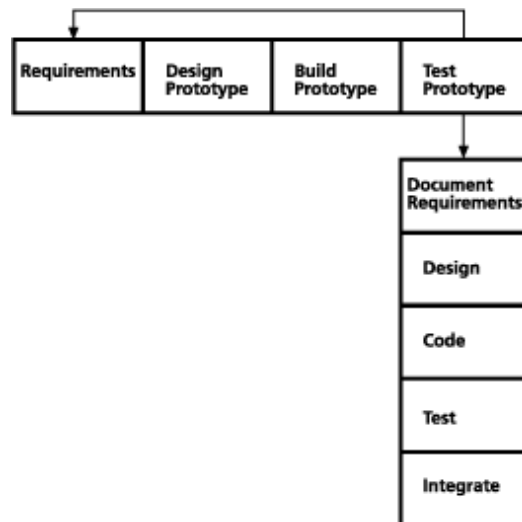 Requirements
Design
Prototype
Build
Prototype
Test
Prototype
Document
Requirements
Design
Code
Test
Integrate